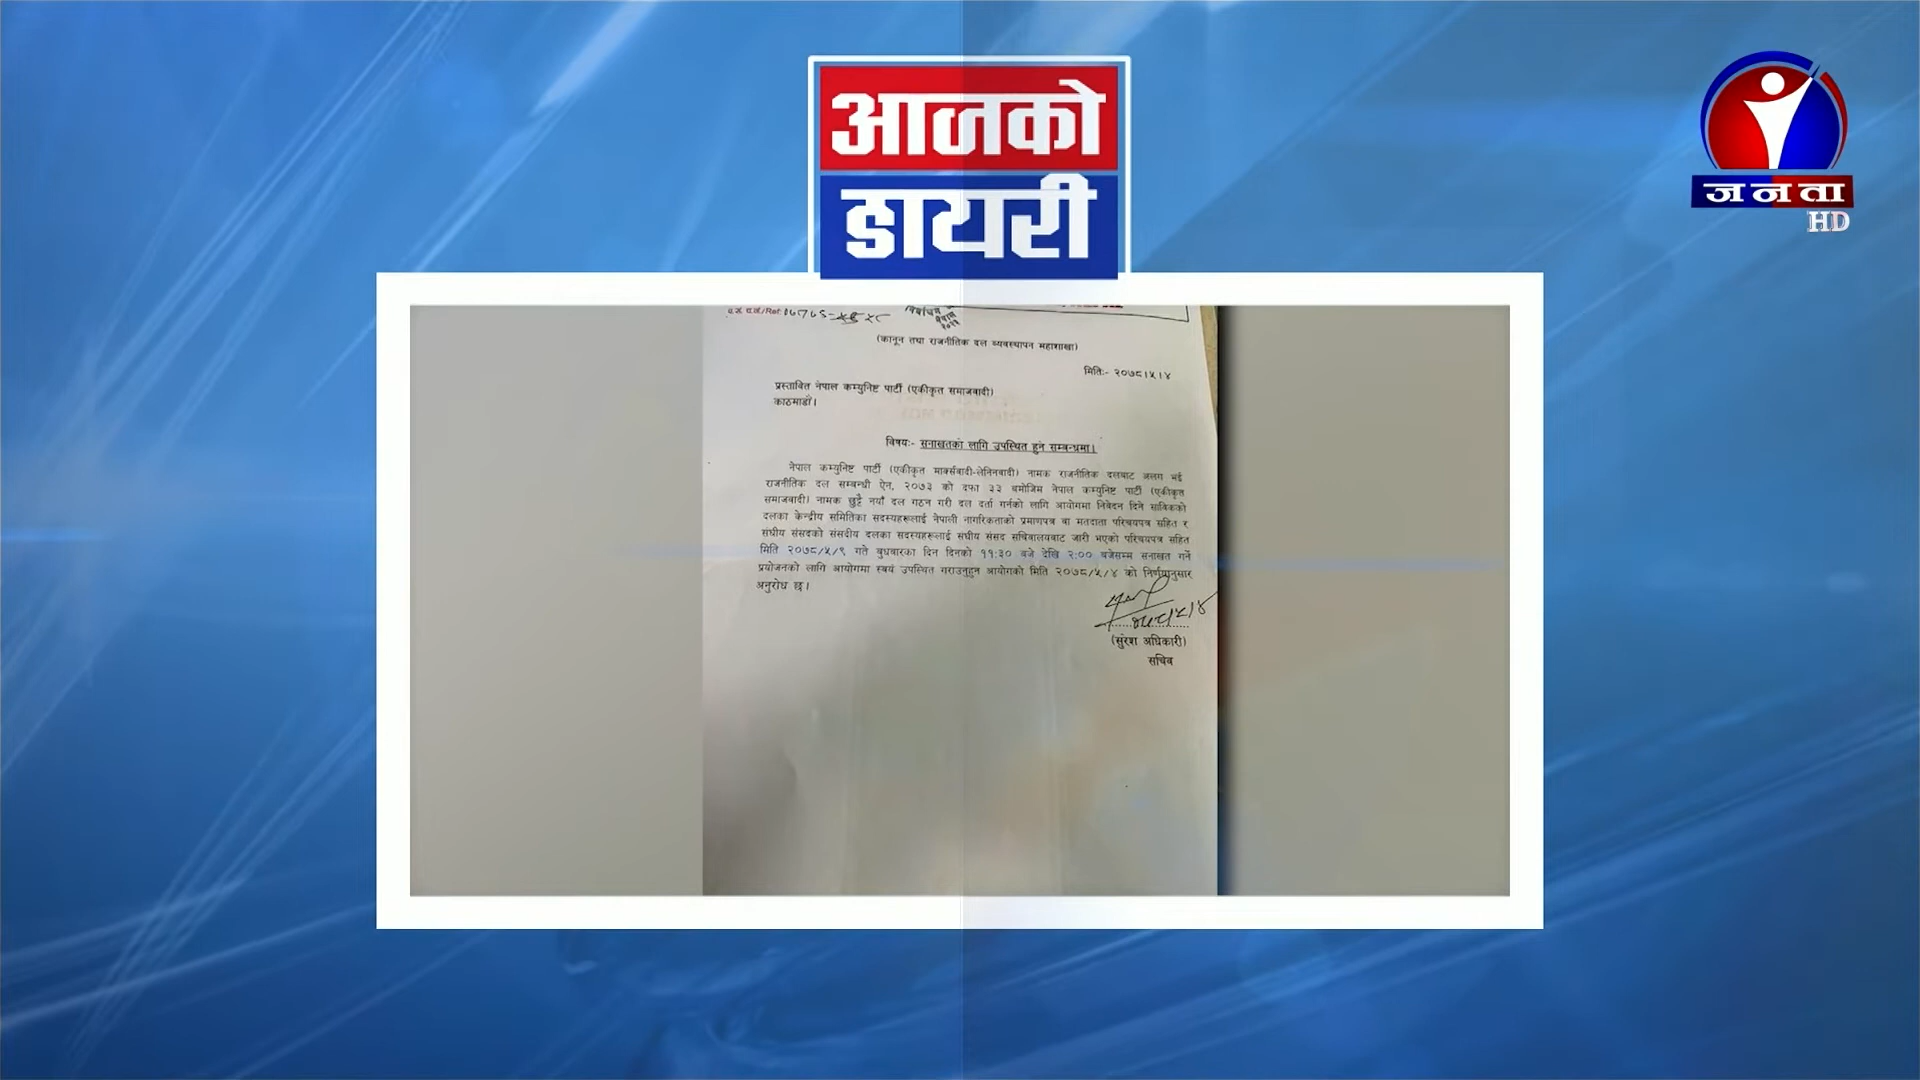 आजको
डायरी
जनता
HD
प.सं. च.नं./Ref:
निर्वाचन
(कानून तथा राजनीतिक दल व्यवस्थापन महाशाखा)
मितिः- २०७८।५।४
प्रस्तावित नेपाल कम्युनिष्ट पार्टी (एकीकृत समाजवादी)
काठमाडौं।
विषयः- सनाखतका लागि उपस्थित हुने सम्बन्धमा।
नेपाल कम्युनिष्ट पार्टी (एकीकृत मार्क्सवादी-लेनिनवादी) नामक राजनीतिक दलबाट अलग भई
राजनीतिक दल सम्बन्धी ऐन, २०७३ को दफा ३३ बमोजिम नेपाल कम्युनिष्ट पार्टी (एकीकृत
समाजवादी) नामक छुट्टै नयाँ दल गठन गरी दल दर्ता गर्नको लागि आयोगमा निवेदन दिने साविकको
दलका केन्द्रीय समितिका सदस्यहरूलाई नेपाली नागरिकताको प्रमाणपत्र वा मतदाता परिचयपत्र सहित र
संघीय संसदको संसदीय दलका सदस्यहरूलाई संघीय संसद सचिवालयबाट जारी भएको परिचयपत्र सहित
मिति २०७८/५/९ गते बुधबारका दिन दिनको ११:३० बजे देखि २:०० बजेसम्म सनाखत गर्ने
प्रयोजनको लागि आयोगमा स्वयं उपस्थित गराउनुहुन आयोगको मिति २०७८/५/४ को निर्णयानुसार
अनुरोध छ।
(सुरेश अधिकारी)
सचिव